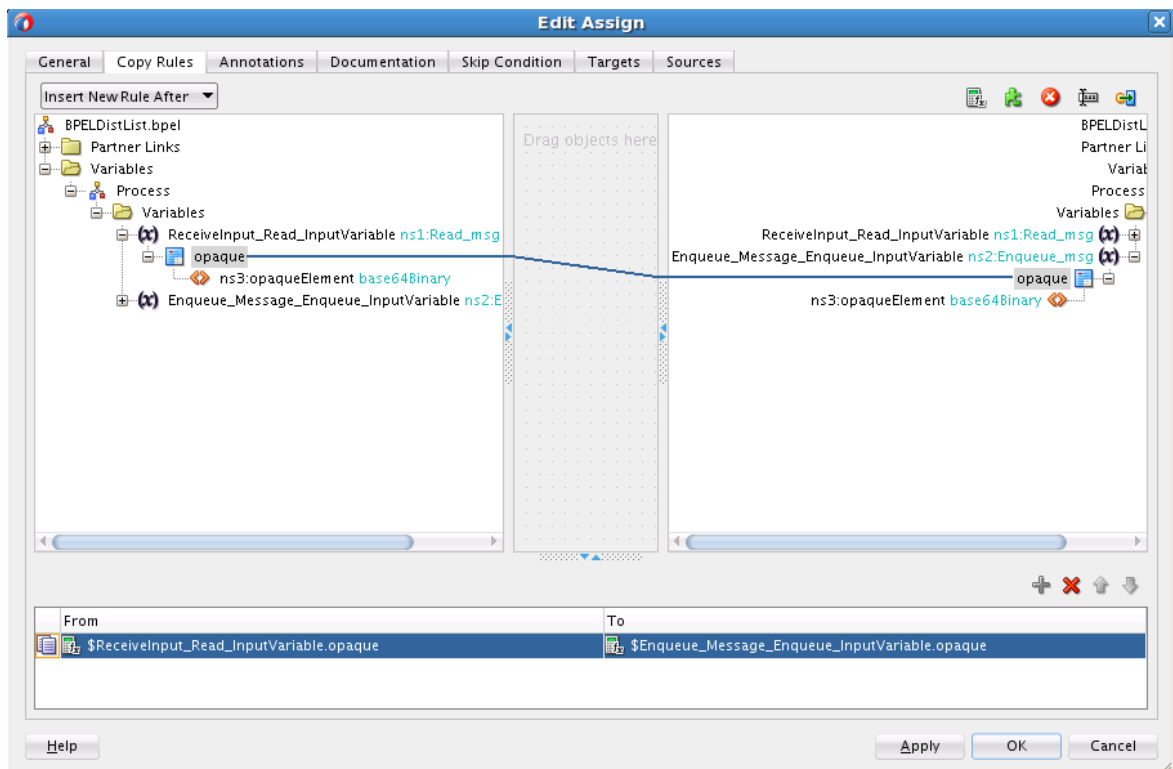 Edit Assign
General Copy Rules Annotations Documentation Skip Condition Targets Sources
Insert New Rule After
BPELDistList.bpel
Partner Links
Variables
Process
Variables
ReceiveInput_Read_InputVariable ns1:Read_msg
opaque
ns3:opaqueElement base64Binary
Enqueue_Message_Enqueue_InputVariable ns2:E
Drag objects here
BPELDistL
Partner Li
Variab
Process
Variables
ReceiveInput_Read_InputVariable ns1:Read_msg
Enqueue_Message_Enqueue_InputVariable ns2:Enqueue_msg
opaque
ns3:opaqueElement base64Binary
From To
$ReceiveInput_Read_InputVariable.opaque $Enqueue_Message_Enqueue_InputVariable.opaque
Help Apply OK Cancel